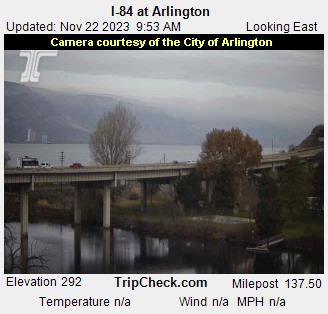 I-84 at Arlington
Updated: Nov 22 2023 9:53 AM Looking East
Camera courtesy of the City of Arlington
Elevation 292 TripCheck.com Milepost 137.50
Temperature n/a Wind n/a MPH n/a